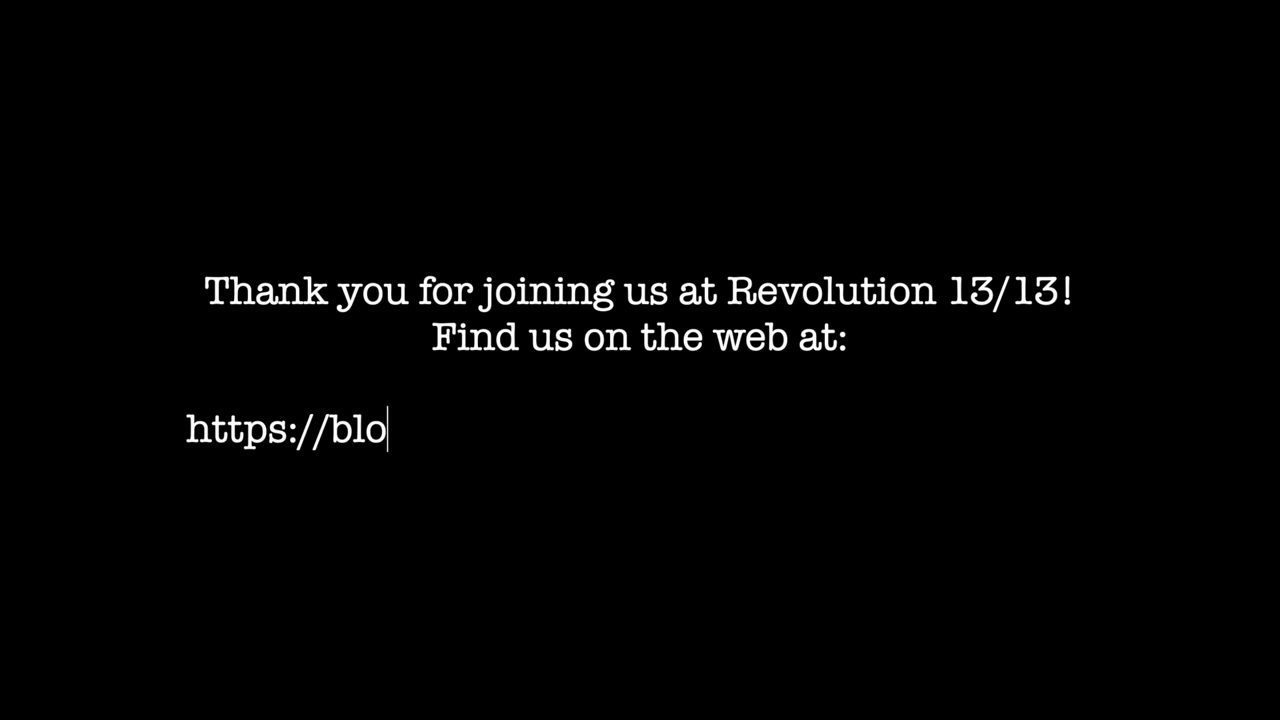 Thank you for joining us at Revolution 13/13!
Find us on the web at:
https://blo